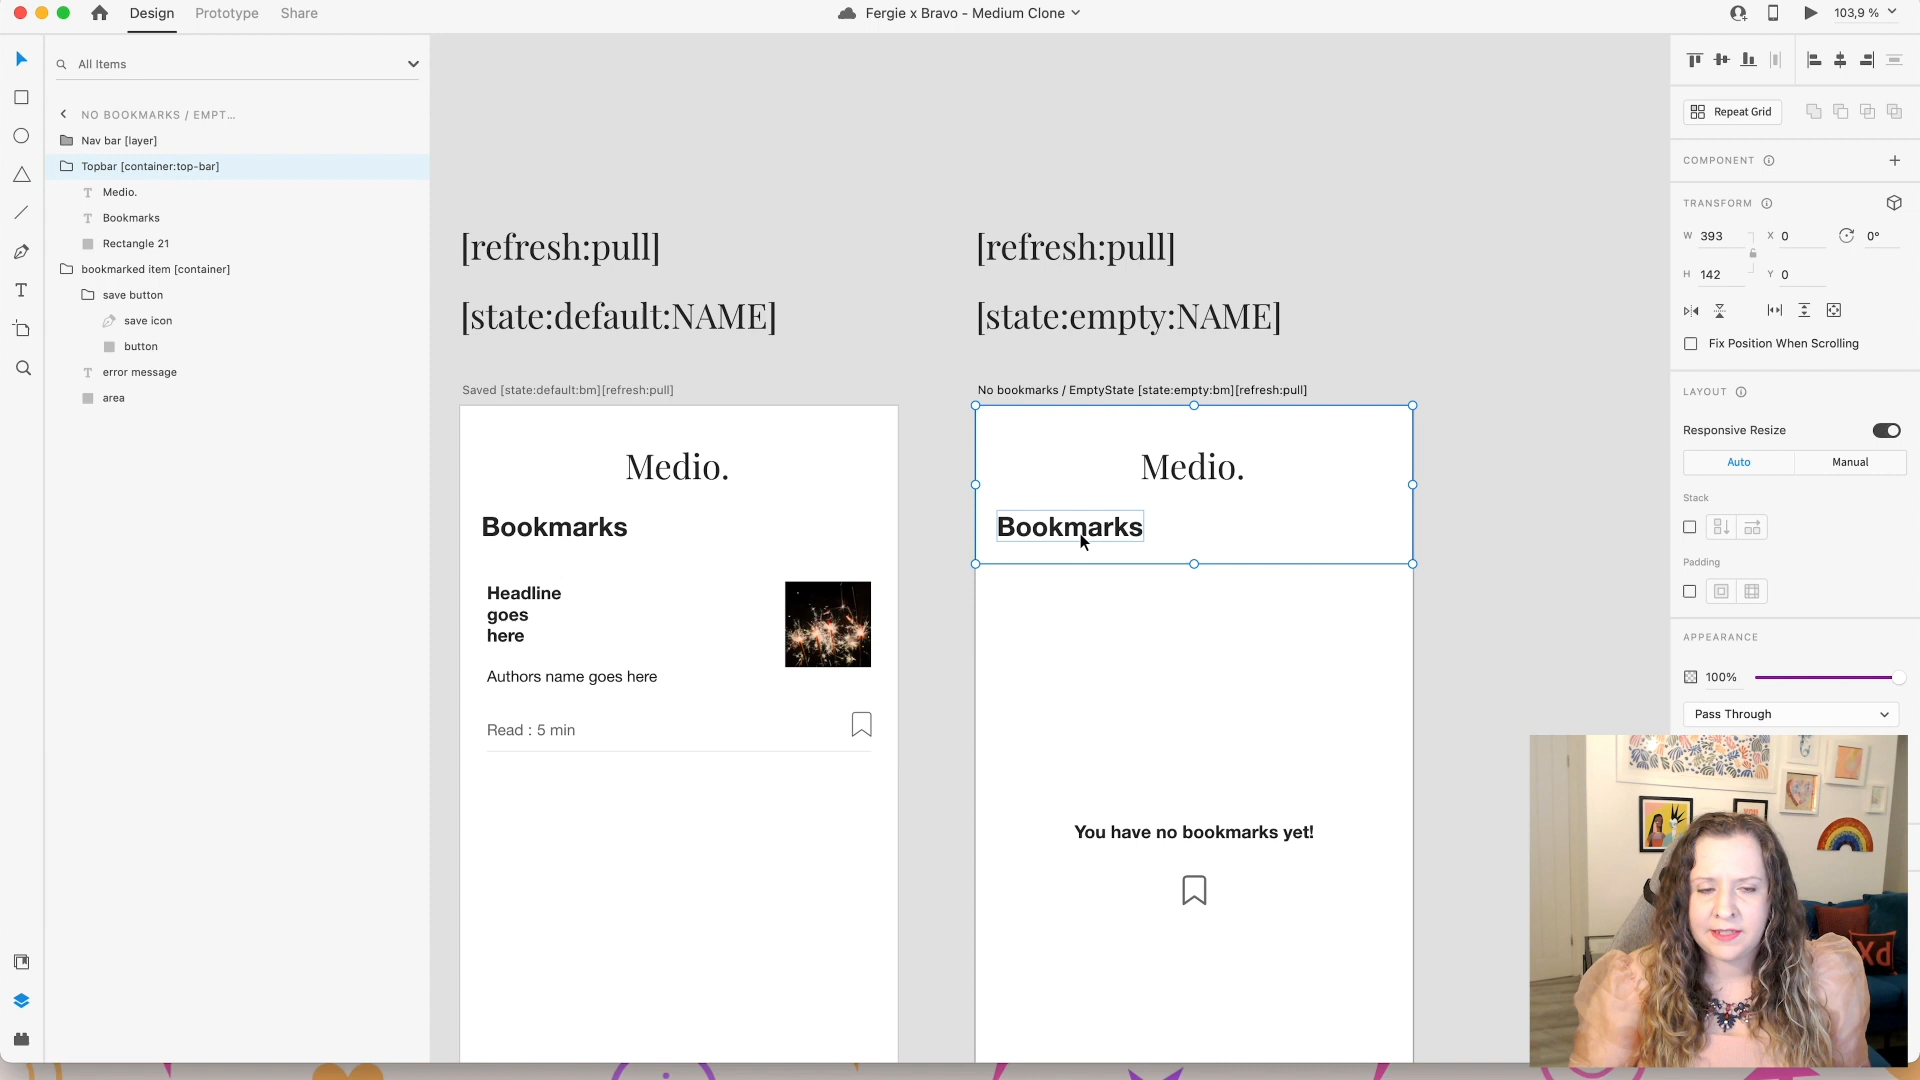 Design Prototype Share
Fergie x Bravo - Medium Clone
103,9 %
All Items
NO BOOKMARKS / EMPT...
Nav bar [layer]
Topbar [container:top-bar]
Medio.
Bookmarks
Rectangle 21
bookmarked item [container]
save button
save icon
button
error message
area
[refresh:pull]
[state:default:NAME]
Saved [state:default:bm][refresh:pull]
Medio.
Bookmarks
Headline
goes
here
Authors name goes here
Read : 5 min
[refresh:pull]
[state:empty:NAME]
No bookmarks / EmptyState [state:empty:bm][refresh:pull]
Medio.
Bookmarks
You have no bookmarks yet!
Repeat Grid
COMPONENT
TRANSFORM
W 393 X 0 0°
H 142 Y 0
Fix Position When Scrolling
LAYOUT
Responsive Resize
Auto Manual
Stack
Padding
APPEARANCE
100%
Pass Through
Xd